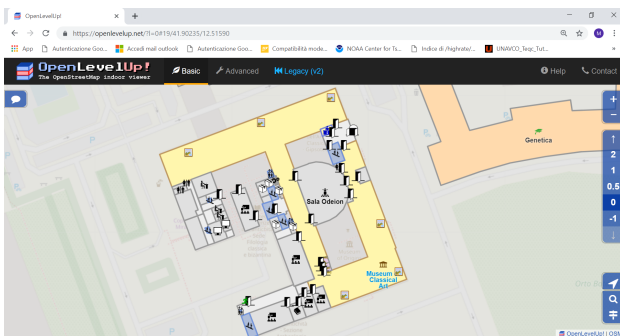 OpenLevelUp!
https://openlevelup.net/?l=0#19/41.90235/12.51590
M
App
Autenticazione Goo...
Accedi mail outlook
Autenticazione Goo...
Compatibilità mode...
NOAA Center for Ts...
Indice di /highrate/...
UNAVCO_Teqc_Tut...
»
OpenLevelUp!
The OpenStreetMap indoor viewer
Basic
Advanced
Legacy (v2)
Help
Contact
+
−
2
1
0.5
0
-1
Genetica
Sala Odeion
Museum
Classical
Art
OpenLevelUp! | OSM